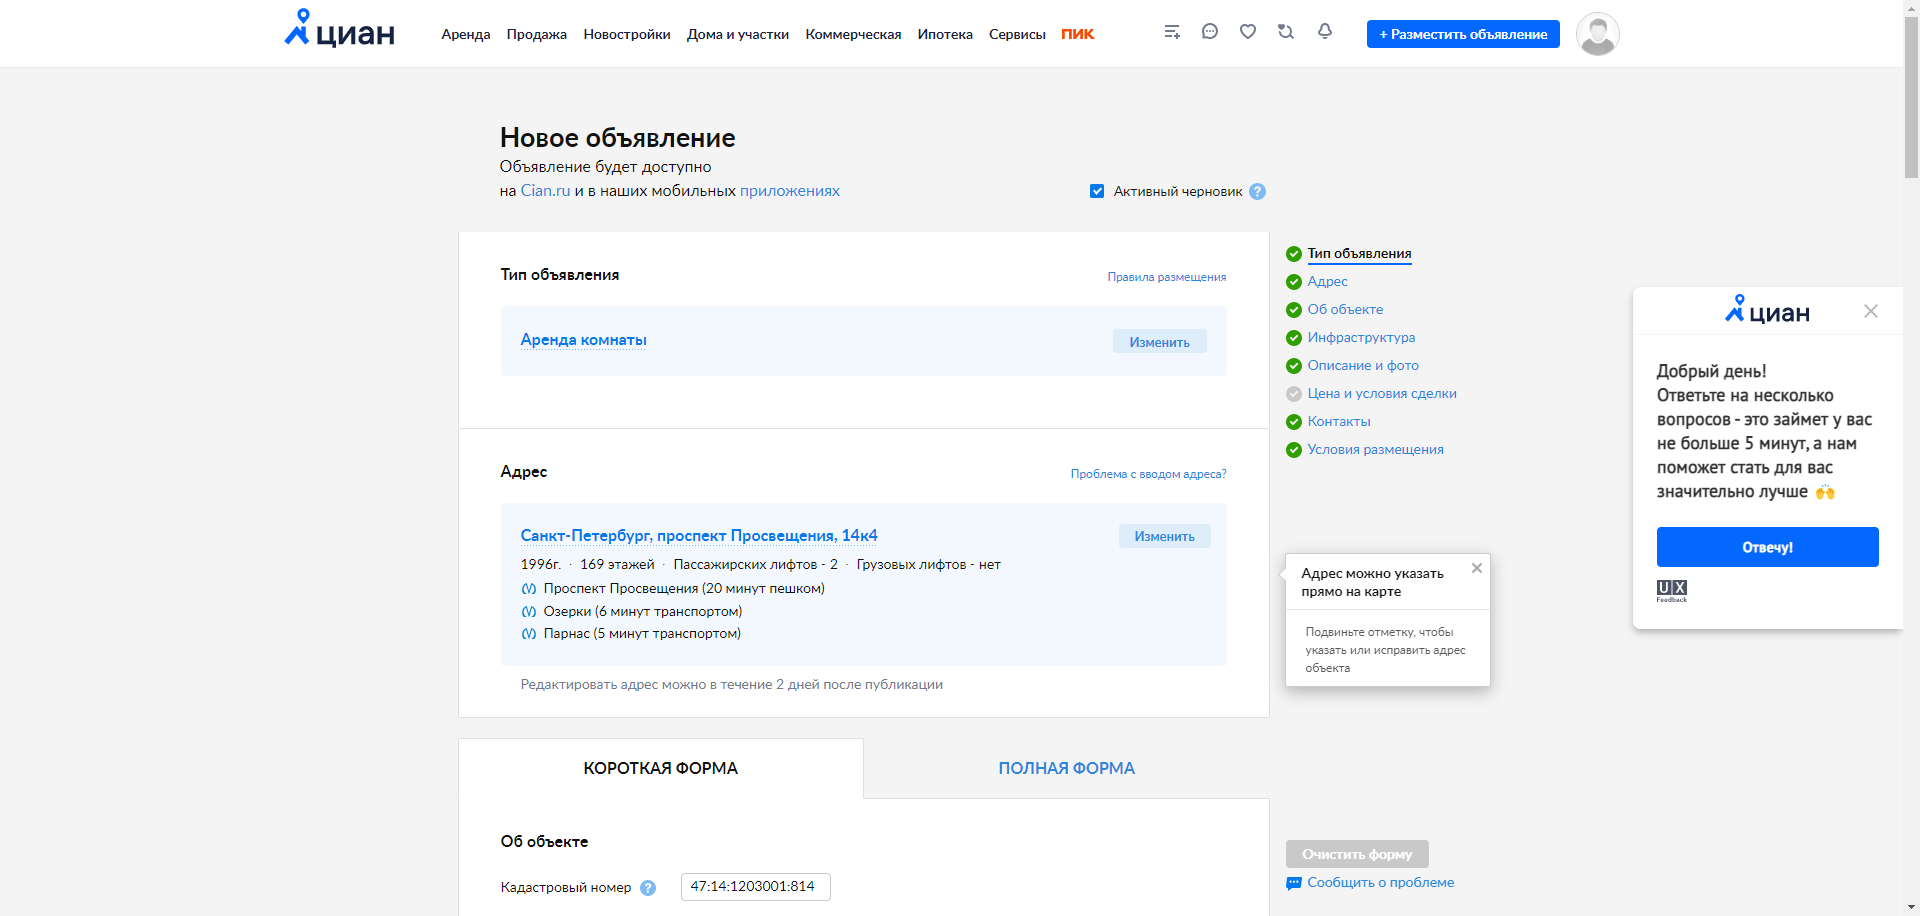 циан
Аренда Продажа Новостройки Дома и участки Коммерческая Ипотека Сервисы ПИК
+ Разместить объявление
Новое объявление
Объявление будет доступно
на Cian.ru и в наших мобильных приложениях
Активный черновик ?
Тип объявления
Правила размещения
Аренда комнаты
Изменить
Адрес
Проблема с вводом адреса?
Санкт-Петербург, проспект Просвещения, 14к4
Изменить
1996г. · 169 этажей · Пассажирских лифтов - 2 · Грузовых лифтов - нет
Проспект Просвещения (20 минут пешком)
Озерки (6 минут транспортом)
Парнас (5 минут транспортом)
Редактировать адрес можно в течение 2 дней после публикации
КОРОТКАЯ ФОРМА
ПОЛНАЯ ФОРМА
Об объекте
Кадастровый номер ?
47:14:1203001:814
Тип объявления
Адрес
Об объекте
Инфраструктура
Описание и фото
Цена и условия сделки
Контакты
Условия размещения
Адрес можно указать
прямо на карте
Подвиньте отметку, чтобы
указать или исправить адрес
объекта
Очистить форму
Сообщить о проблеме
циан
Добрый день!
Ответьте на несколько
вопросов - это займет у вас
не больше 5 минут, а нам
поможет стать для вас
значительно лучше 🙌
Отвечу!
UX
Feedback